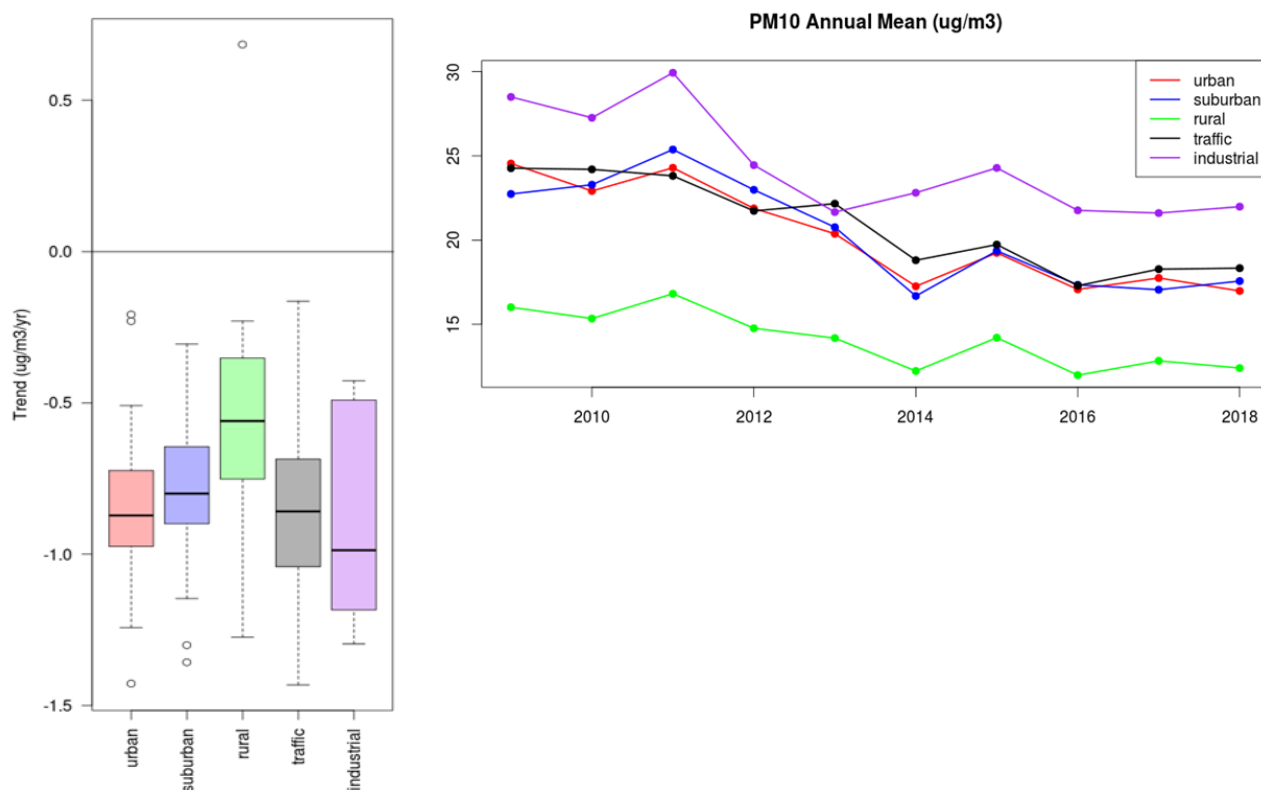 Trend (ug/m3/yr)
0.5
0.0
-0.5
-1.0
-1.5
urban
suburban
rural
traffic
industrial
PM10 Annual Mean (ug/m3)
30
25
20
15
2010
2012
2014
2016
2018
urban
suburban
rural
traffic
industrial